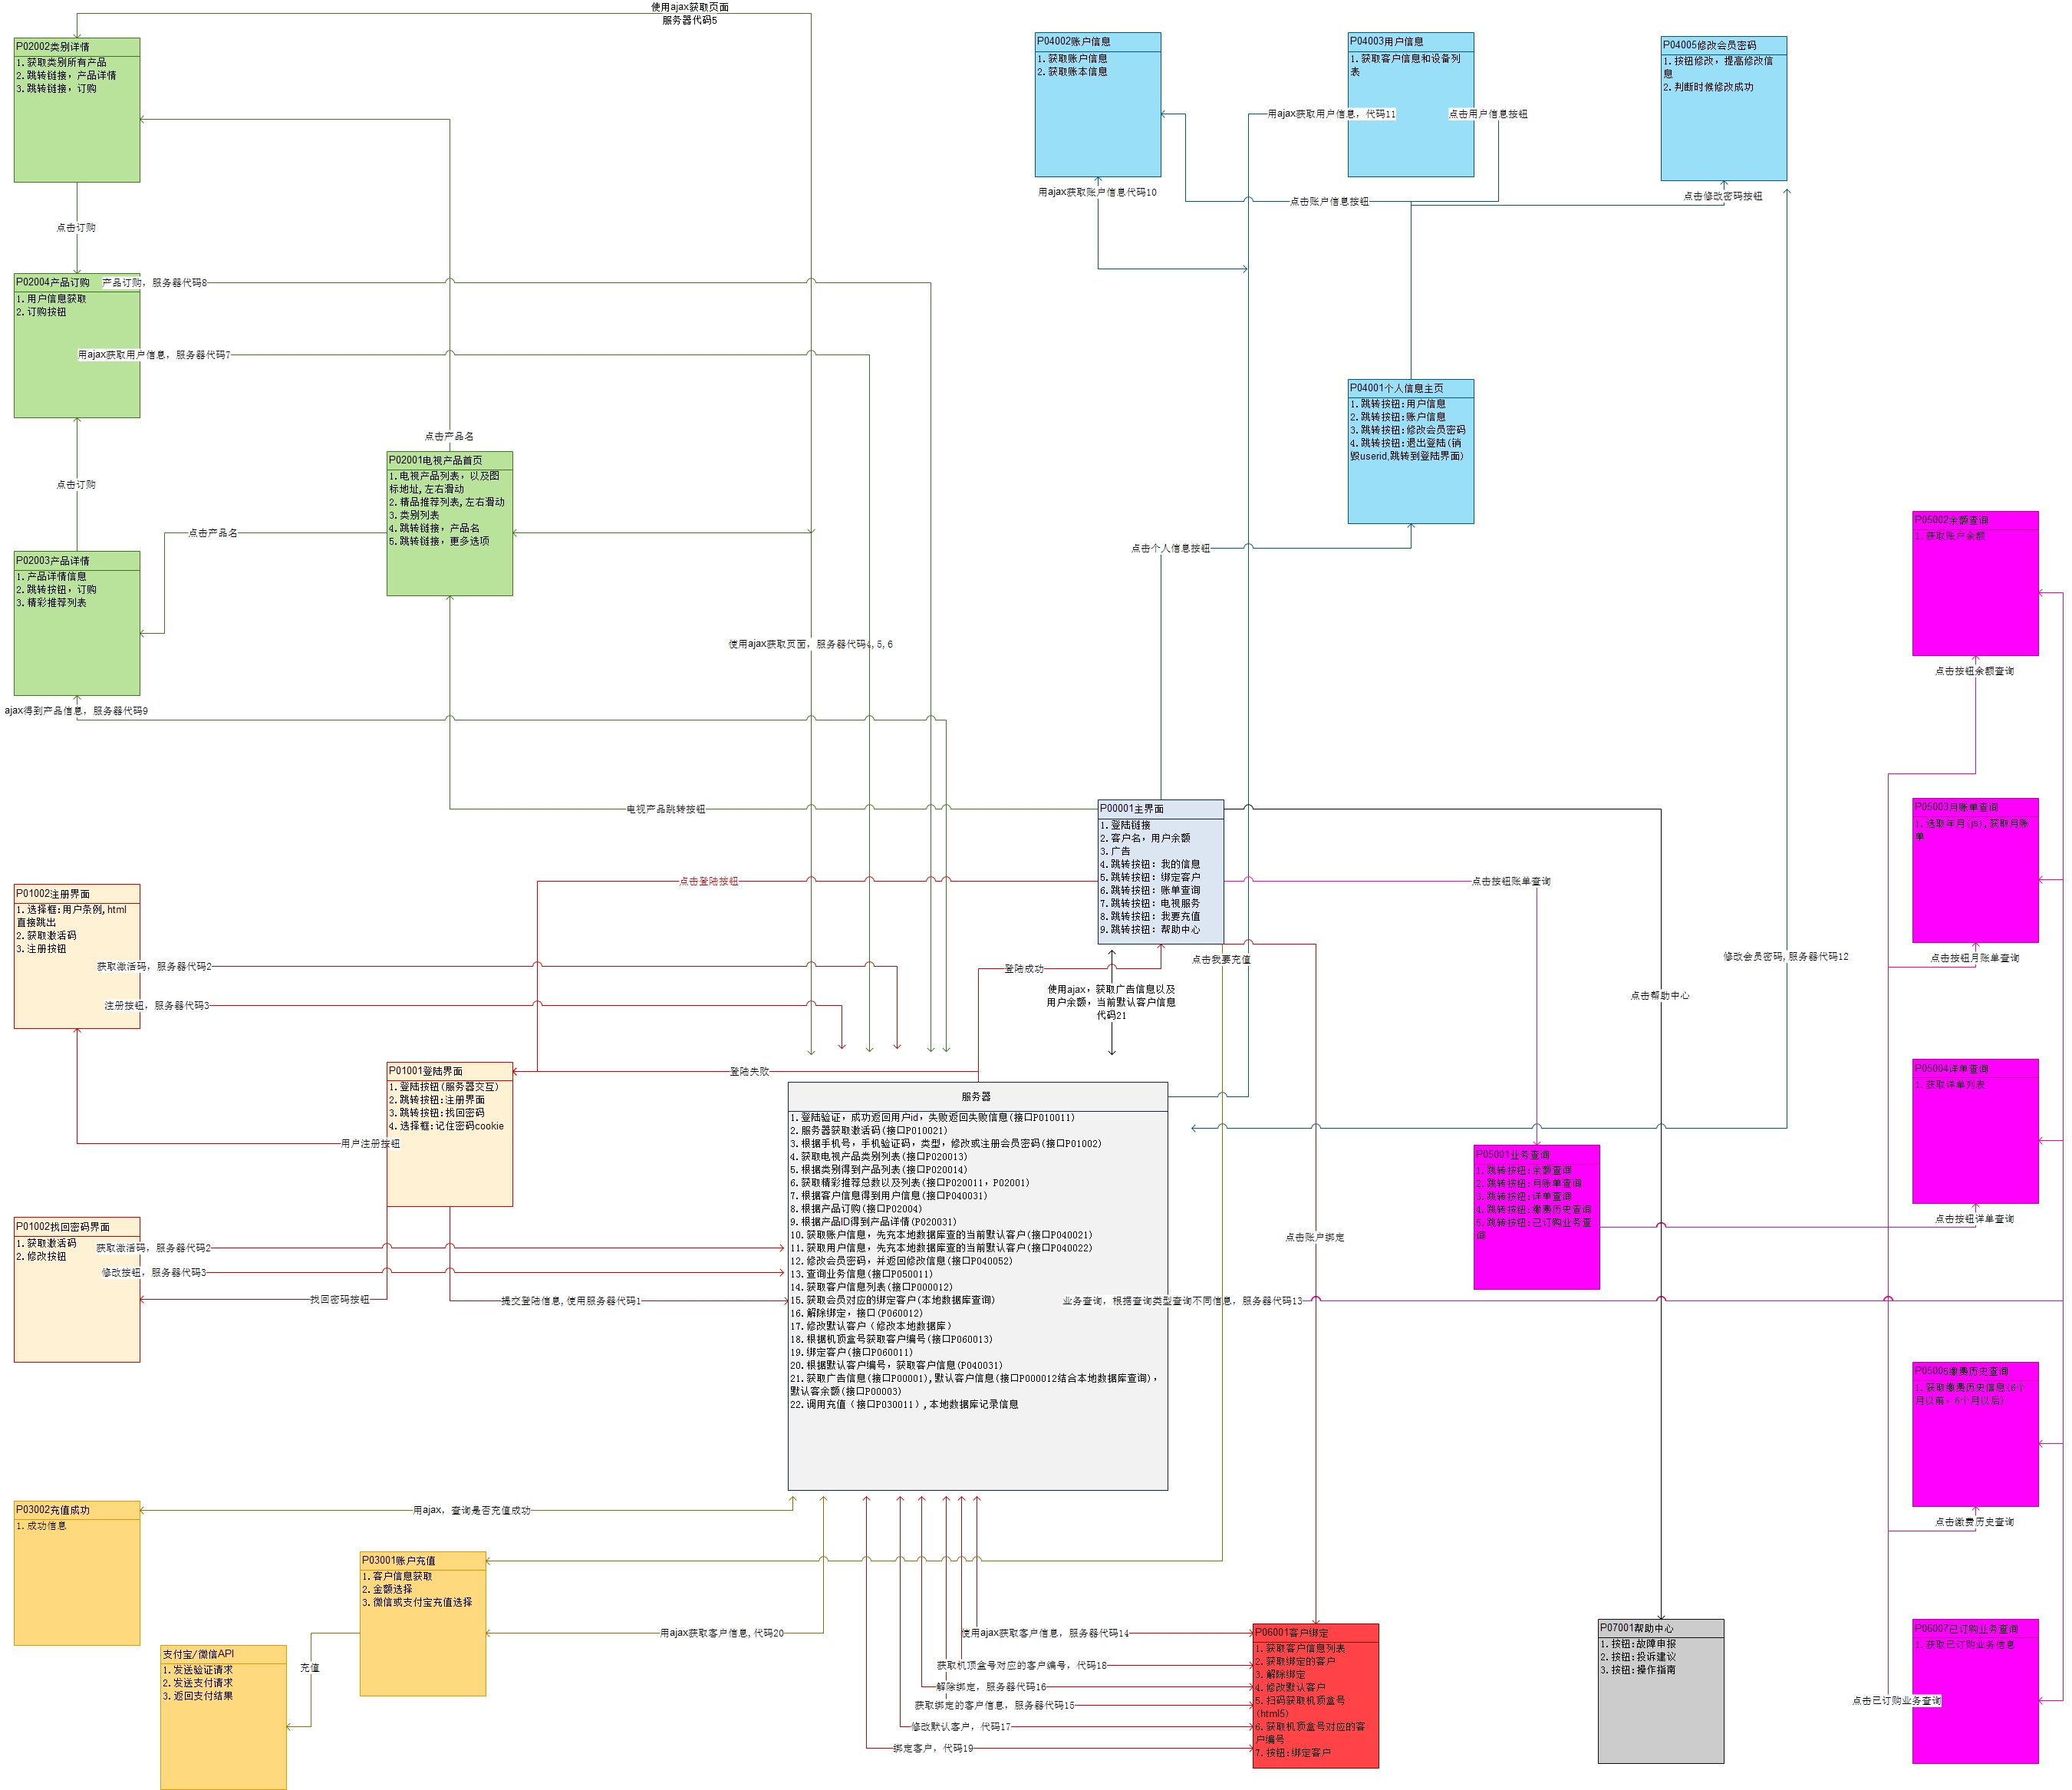 使用ajax获取页面
服务器代码5
P02002类别详情
1.获取类别所有产品
2.跳转链接，产品详情
3.跳转链接，订购
P04002账户信息
1.获取账户信息
2.获取账本信息
P04003用户信息
1.获取客户信息和设备列
表
P04005修改会员密码
1.按钮修改，提高修改信
息
2.判断时候修改成功
用ajax获取用户信息，代码11
点击用户信息按钮
用ajax获取账户信息代码10
点击账户信息按钮
点击修改密码按钮
点击订购
P02004产品订购
1.用户信息获取
2.订购按钮
产品订购，服务器代码8
用ajax获取用户信息，服务器代码7
点击产品名
P04001个人信息主页
1.跳转按钮:用户信息
2.跳转按钮:账户信息
3.跳转按钮:修改会员密码
4.跳转按钮:退出登陆(销
毁userid,跳转到登陆界面)
点击订购
P02001电视产品首页
1.电视产品列表，以及图
标地址,左右滑动
2.精品推荐列表,左右滑动
3.类别列表
4.跳转链接，产品名
5.跳转链接，更多选项
点击产品名
P02003产品详情
1.产品详情信息
2.跳转按钮，订购
3.精彩推荐列表
点击个人信息按钮
P05002余额查询
1.获取账户余额
使用ajax获取页面，服务器代码4,5,6
点击按钮余额查询
ajax得到产品信息，服务器代码9
电视产品跳转按钮
P00001主界面
1.登陆链接
2.客户名，用户余额
3.广告
4.跳转按钮：我的信息
5.跳转按钮：绑定客户
6.跳转按钮：账单查询
7.跳转按钮：电视服务
8.跳转按钮：我要充值
9.跳转按钮：帮助中心
P05003月账单查询
1.选取年月(js),获取月账
单
点击登陆按钮
点击按钮账单查询
P01002注册界面
1.选择框:用户条例,html
直接跳出
2.获取激活码
3.注册按钮
获取激活码，服务器代码2
注册按钮，服务器代码3
登陆成功
点击我要充值
修改会员密码,服务器代码12
点击按钮月账单查询
使用ajax，获取广告信息以及
用户余额，当前默认客户信息
代码21
点击帮助中心
P01001登陆界面
1.登陆按钮(服务器交互)
2.跳转按钮:注册界面
3.跳转按钮:找回密码
4.选择框:记住密码cookie
登陆失败
用户注册按钮
服务器
1.登陆验证，成功返回用户id，失败返回失败信息(接口P010011)
2.服务器获取激活码(接口P010021)
3.根据手机号，手机验证码，类型，修改或注册会员密码(接口P01002)
4.获取电视产品类别列表(接口P020013)
5.根据类别得到产品列表(接口P020014)
6.获取精彩推荐总数以及列表(接口P020011，P02001)
7.根据客户信息得到用户信息(接口P040031)
8.根据产品订购(接口P02004)
9.根据产品ID得到产品详情(P020031)
10.获取账户信息，先充本地数据库查的当前默认客户(接口P040021)
11.获取用户信息，先充本地数据库查的当前默认客户(接口P040022)
12.修改会员密码，并返回修改信息(接口P040052)
13.查询业务信息(接口P050011)
14.获取客户信息列表(接口P000012)
15.获取会员对应的绑定客户(本地数据库查询)
16.解除绑定，接口(P060012)
17.修改默认客户（修改本地数据库）
18.根据机顶盒号获取客户编号(接口P060013)
19.绑定客户(接口P060011)
20.根据默认客户编号，获取客户信息(P040031)
21.获取广告信息(接口P00001),默认客户信息(接口P000012结合本地数据库查询)，
默认客余额(接口P00003)
22.调用充值（接口P030011）,本地数据库记录信息
P05004详单查询
1.获取详单列表
P05001业务查询
1.跳转按钮:余额查询
2.跳转按钮:月账单查询
3.跳转按钮:详单查询
4.跳转按钮:缴费历史查询
5.跳转按钮:已订购业务查
询
点击按钮详单查询
点击账户绑定
P01002找回密码界面
1.获取激活码
2.修改按钮
获取激活码，服务器代码2
修改按钮，服务器代码3
找回密码按钮
提交登陆信息,使用服务器代码1
业务查询，根据查询类型查询不同信息，服务器代码13
P05005缴费历史查询
1.获取缴费历史信息(6个
月以前，6个月以后)
点击缴费历史查询
P03002充值成功
1.成功信息
用ajax，查询是否充值成功
P03001账户充值
1.客户信息获取
2.金额选择
3.微信或支付宝充值选择
用ajax获取客户信息,代码20
支付宝/微信API
1.发送验证请求
2.发送支付请求
3.返回支付结果
充值
使用ajax获取客户信息，服务器代码14
获取机顶盒号对应的客户编号，代码18
解除绑定，服务器代码16
获取绑定的客户信息，服务器代码15
修改默认客户，代码17
绑定客户，代码19
P06001客户绑定
1.获取客户信息列表
2.获取绑定的客户
3.解除绑定
4.修改默认客户
5.扫码获取机顶盒号
(html5)
6.获取机顶盒号对应的客
户编号
7.按钮:绑定客户
P07001帮助中心
1.按钮:故障申报
2.按钮:投诉建议
3.按钮:操作指南
P06007已订购业务查询
1.获取已订购业务信息
点击已订购业务查询